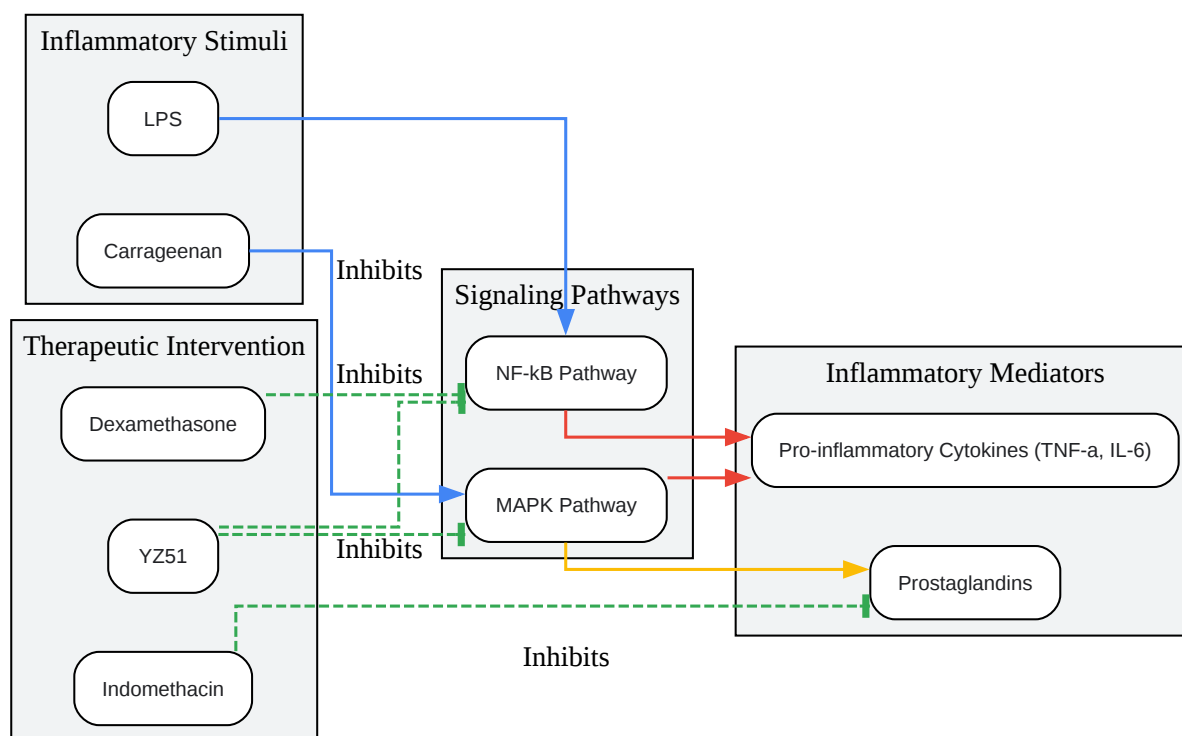 Inflammatory Stimuli
LPS
Carrageenan
Inhibits
Signaling Pathways
Therapeutic Intervention
Inhibits
NF-kB Pathway
Inflammatory Mediators
Dexamethasone
Pro-inflammatory Cytokines (TNF-a, IL-6)
MAPK Pathway
YZ51
Inhibits
Prostaglandins
Inhibits
Indomethacin